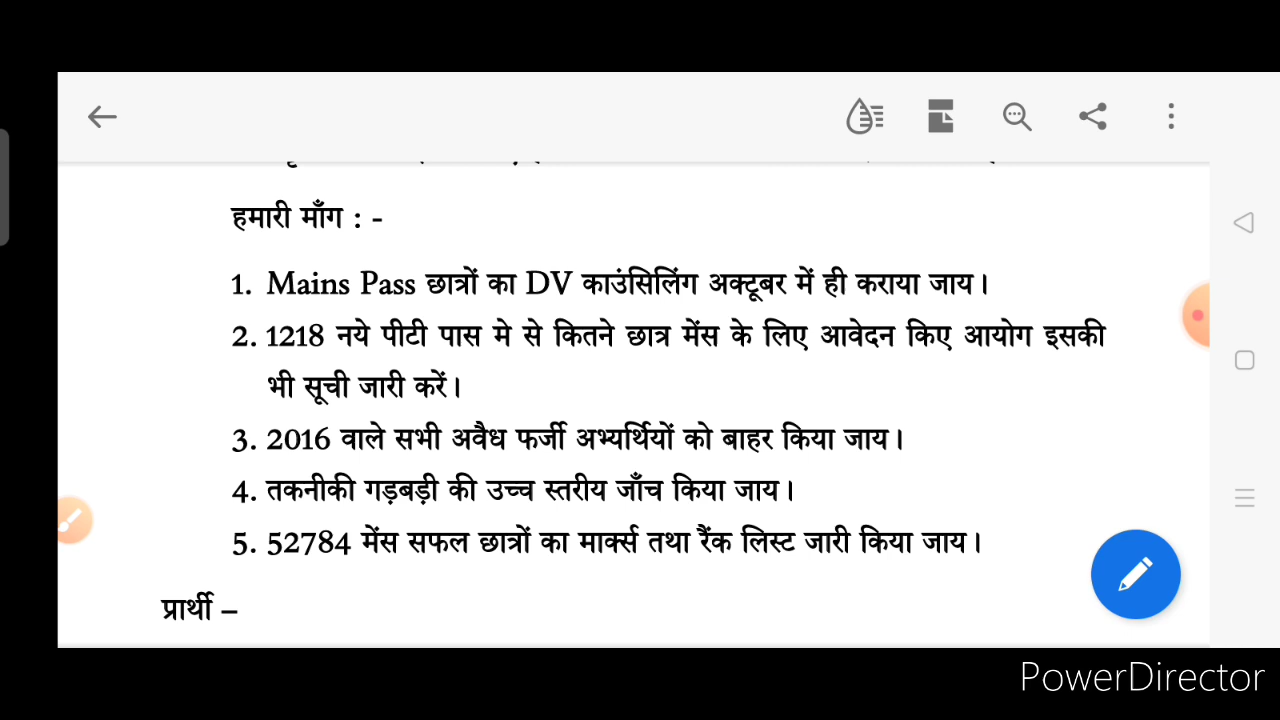 हमारी माँग : -
1. Mains Pass छात्रों का DV काउंसिलिंग अक्टूबर में ही कराया जाय।
2. 1218 नये पीटी पास मे से कितने छात्र मेंस के लिए आवेदन किए आयोग इसकी
भी सूची जारी करें।
3. 2016 वाले सभी अवैध फर्जी अभ्यर्थियों को बाहर किया जाय।
4. तकनीकी गड़बड़ी की उच्च स्तरीय जाँच किया जाय।
5. 52784 मेंस सफल छात्रों का मार्क्स तथा रैंक लिस्ट जारी किया जाय।
प्रार्थी –
PowerDirector